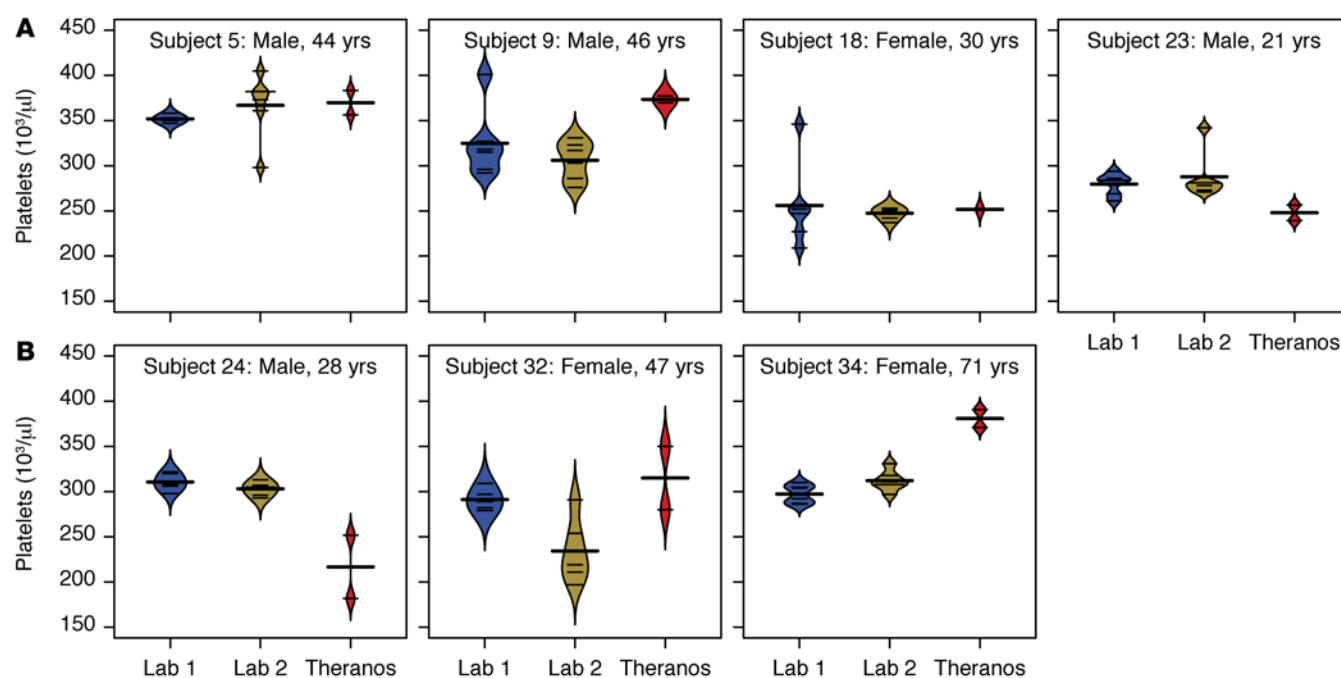 A
Subject 5: Male, 44 yrs
Subject 9: Male, 46 yrs
Subject 18: Female, 30 yrs
Subject 23: Male, 21 yrs
Platelets (10³/µl)
450
400
350
300
250
200
150
Lab 1 Lab 2 Theranos
B
Subject 24: Male, 28 yrs
Subject 32: Female, 47 yrs
Subject 34: Female, 71 yrs
Platelets (10³/µl)
450
400
350
300
250
200
150
Lab 1 Lab 2 Theranos
Lab 1 Lab 2 Theranos
Lab 1 Lab 2 Theranos